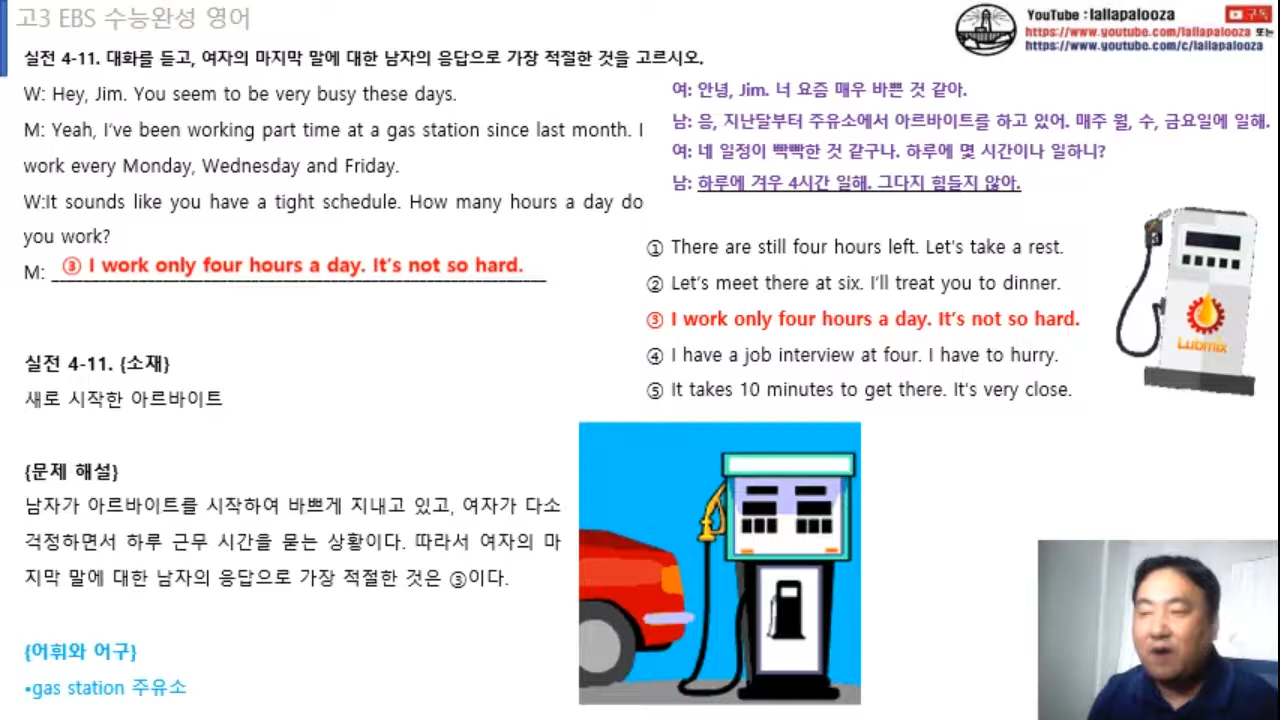 고3 EBS 수능완성 영어
YouTube : lallapalooza
구독
https://www.youtube.com/lallapalooza 또는
https://www.youtube.com/c/lallapalooza
실전 4-11. 대화를 듣고, 여자의 마지막 말에 대한 남자의 응답으로 가장 적절한 것을 고르시오.
W: Hey, Jim. You seem to be very busy these days.
M: Yeah, I've been working part time at a gas station since last month. I
work every Monday, Wednesday and Friday.
W:It sounds like you have a tight schedule. How many hours a day do
you work?
M: ③ I work only four hours a day. It's not so hard.
여: 안녕, Jim. 너 요즘 매우 바쁜 것 같아.
남: 응, 지난달부터 주유소에서 아르바이트를 하고 있어. 매주 월, 수, 금요일에 일해.
여: 네 일정이 빡빡한 것 같구나. 하루에 몇 시간이나 일하니?
남: 하루에 겨우 4시간 일해. 그다지 힘들지 않아.
① There are still four hours left. Let's take a rest.
② Let's meet there at six. I'll treat you to dinner.
③ I work only four hours a day. It's not so hard.
④ I have a job interview at four. I have to hurry.
⑤ It takes 10 minutes to get there. It's very close.
Lubmix
실전 4-11. {소재}
새로 시작한 아르바이트
{문제 해설}
남자가 아르바이트를 시작하여 바쁘게 지내고 있고, 여자가 다소
걱정하면서 하루 근무 시간을 묻는 상황이다. 따라서 여자의 마
지막 말에 대한 남자의 응답으로 가장 적절한 것은 ③이다.
{어휘와 어구}
•gas station 주유소